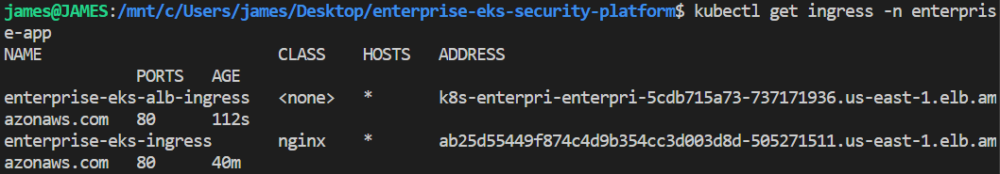 james@JAMES:/mnt/c/Users/james/Desktop/enterprise-eks-security-platform$ kubectl get ingress -n enterpris
e-app
NAME                        CLASS    HOSTS   ADDRESS
            PORTS   AGE
enterprise-eks-alb-ingress   <none>   *       k8s-enterpri-enterpri-5cdb715a73-737171936.us-east-1.elb.am
azonaws.com   80      112s
enterprise-eks-ingress       nginx    *       ab25d55449f874c4d9b354cc3d003d8d-505271511.us-east-1.elb.am
azonaws.com   80      40m